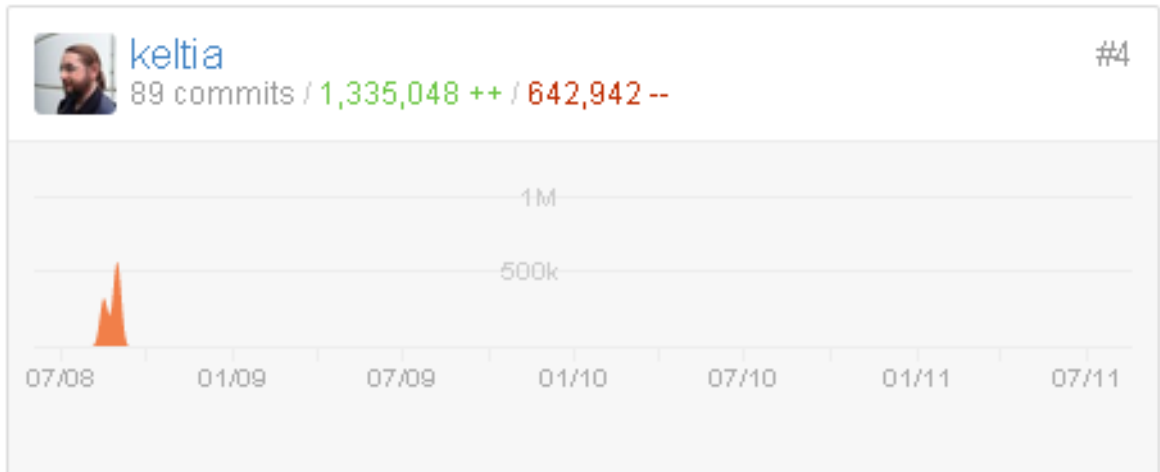 keltia
#4
89 commits / 1,335,048 ++ / 642,942 --
1M
500k
07/08 01/09 07/09 01/10 07/10 01/11 07/11